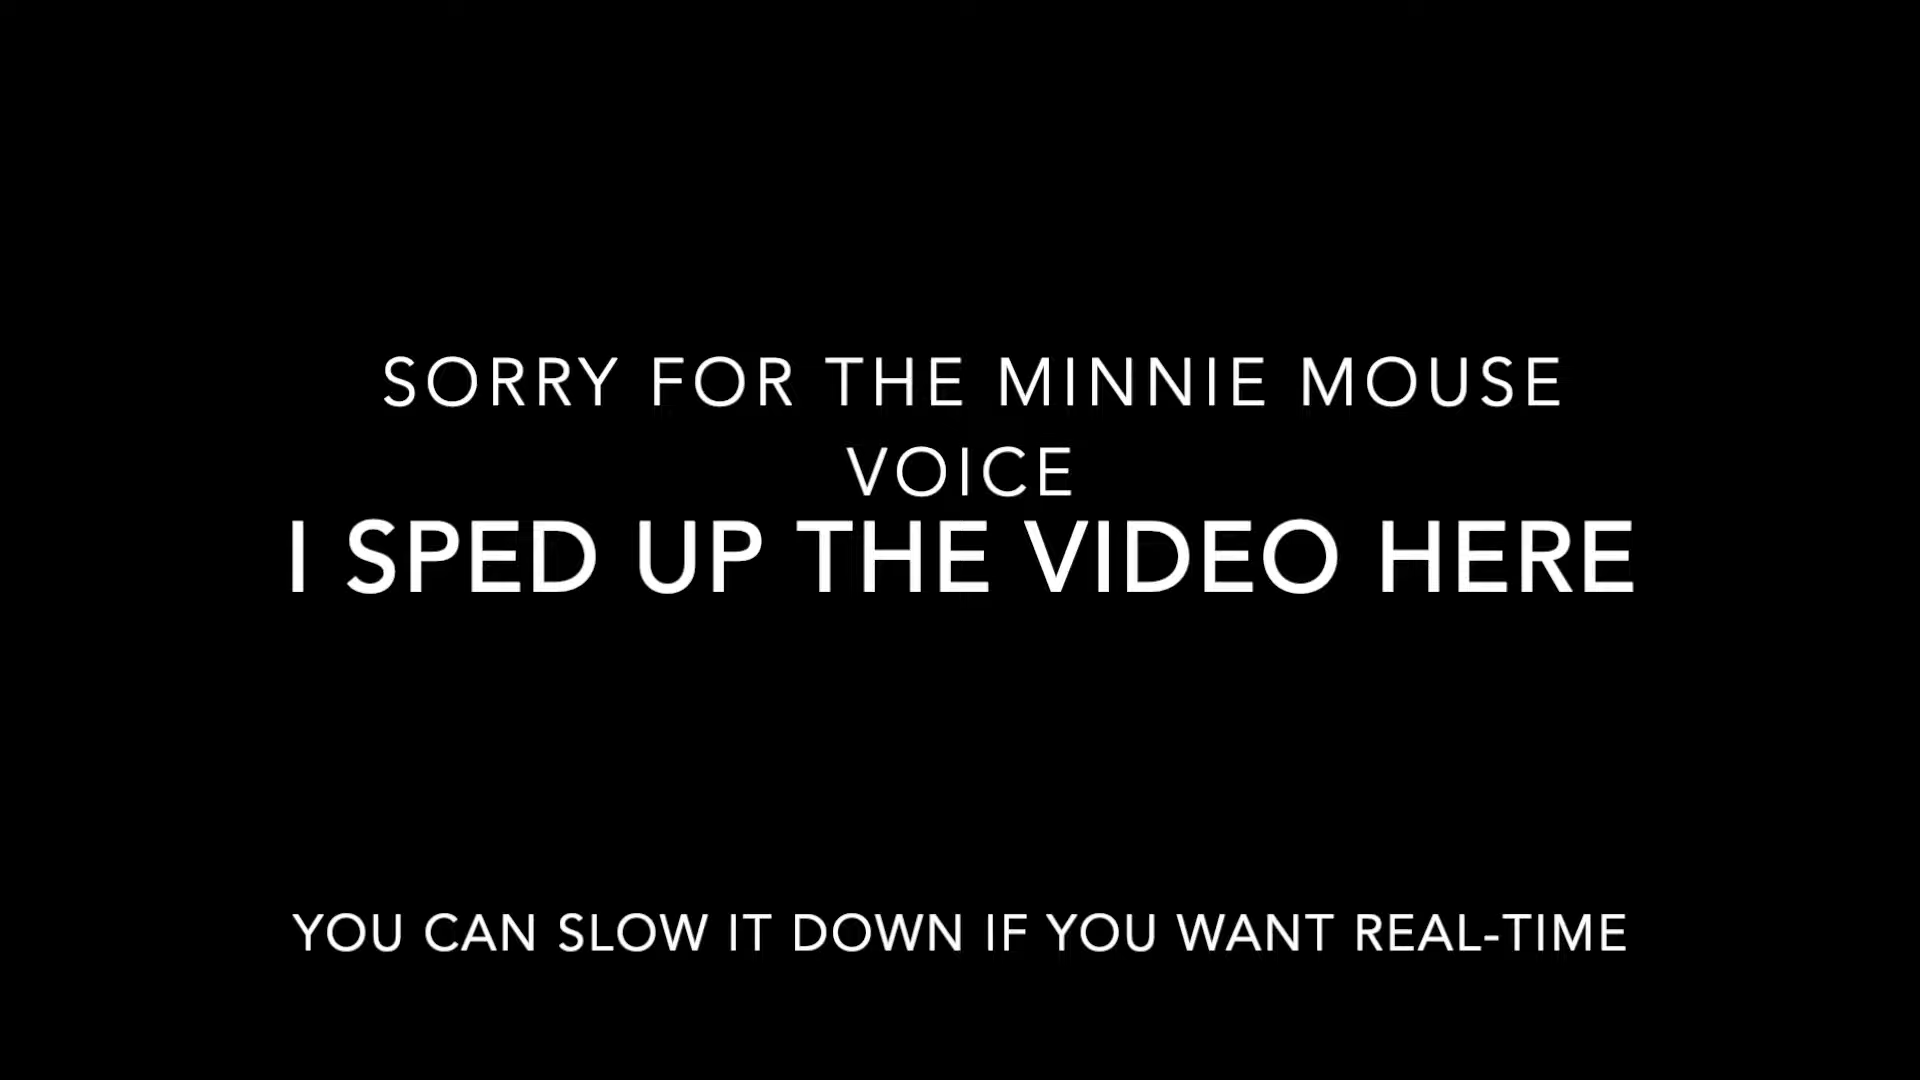 SORRY FOR THE MINNIE MOUSE
VOICE
I SPED UP THE VIDEO HERE
YOU CAN SLOW IT DOWN IF YOU WANT REAL-TIME